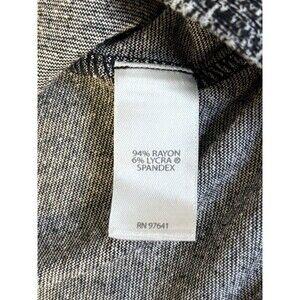 94% RAYON
6% LYCRA ®
SPANDEX
RN 97641